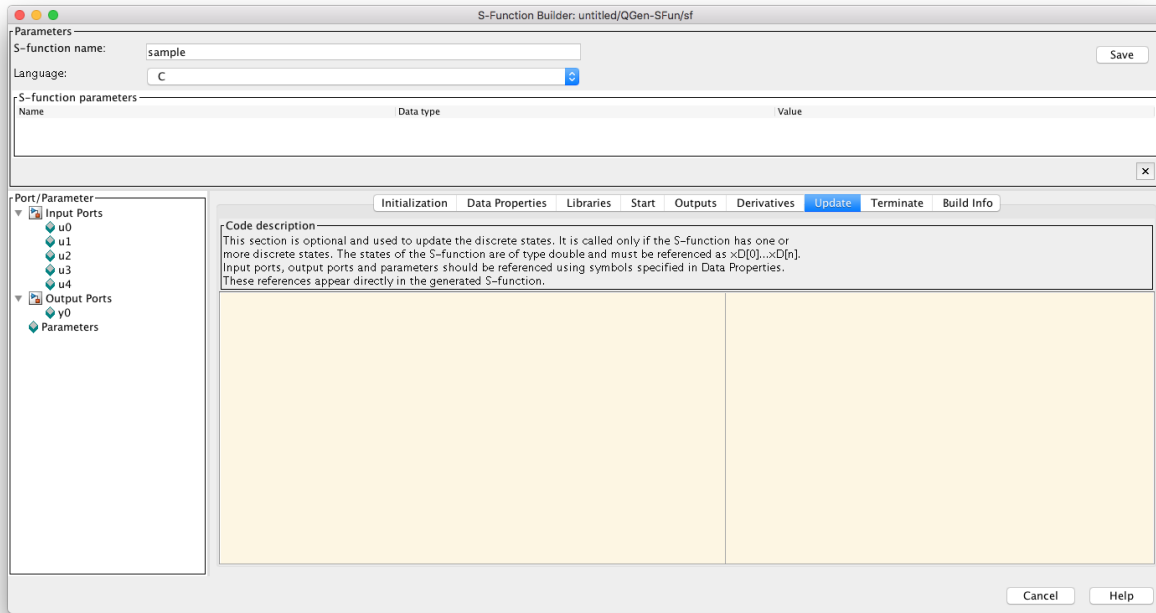 S-Function Builder: untitled/QGen-SFun/sf
Parameters
S-function name:
sample
Save
Language:
C
S-function parameters
Name Data type Value
Port/Parameter
Input Ports
u0
u1
u2
u3
u4
Output Ports
y0
Parameters
Initialization Data Properties Libraries Start Outputs Derivatives Update Terminate Build Info
Code description
This section is optional and used to update the discrete states. It is called only if the S-function has one or
more discrete states. The states of the S-function are of type double and must be referenced as xD[0]...xD[n].
Input ports, output ports and parameters should be referenced using symbols specified in Data Properties.
These references appear directly in the generated S-function.
Cancel Help